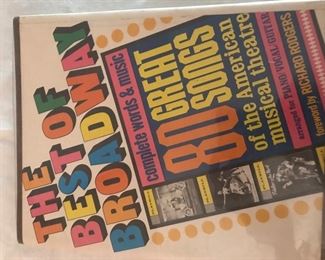 THE
BEST OF
BROADWAY
complete words & music
80 GREAT
SONGS
of the American
musical theatre
arranged for PIANO/VOCAL/GUITAR
foreword by RICHARD RODGERS